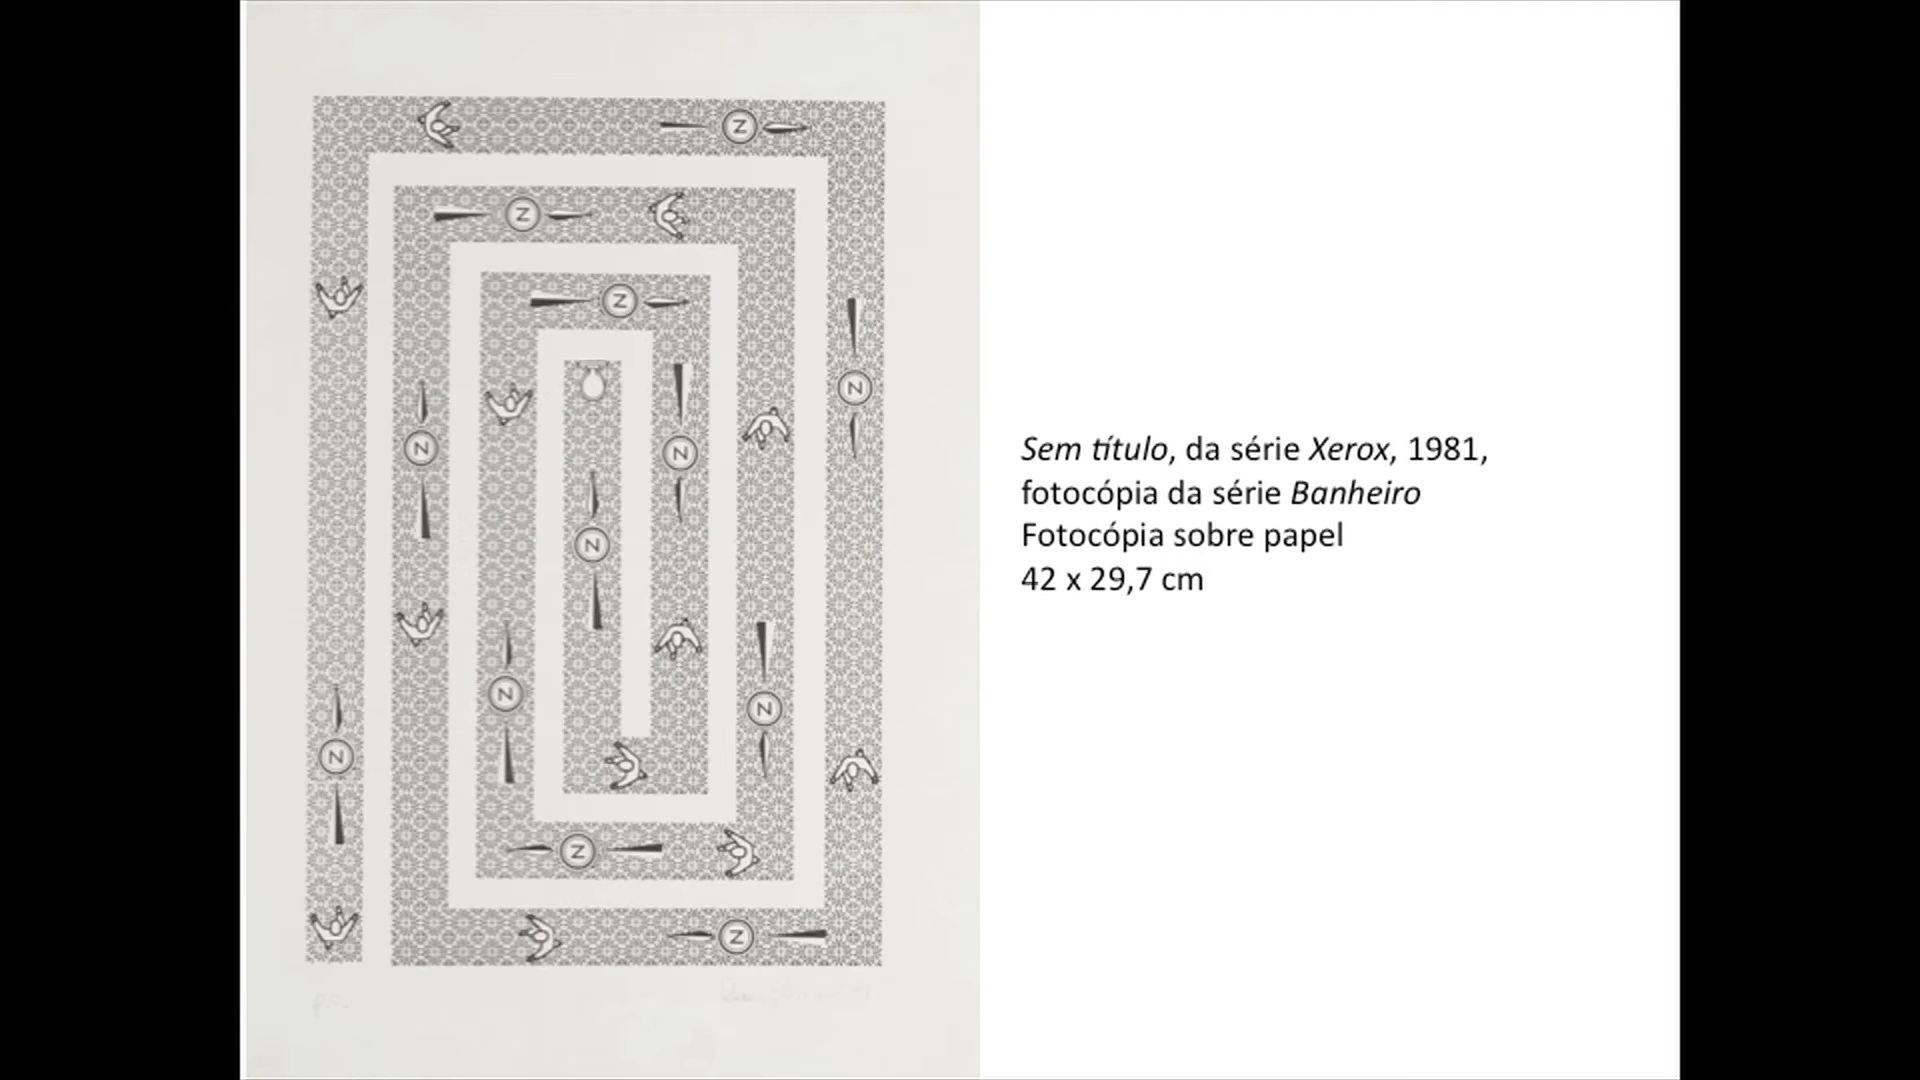 Z
Z
Z
Z
Z
Z
Z
Z
Z
Z
Z
Z
Z
Z
Sem título, da série Xerox, 1981,
fotocópia da série Banheiro
Fotocópia sobre papel
42 x 29,7 cm